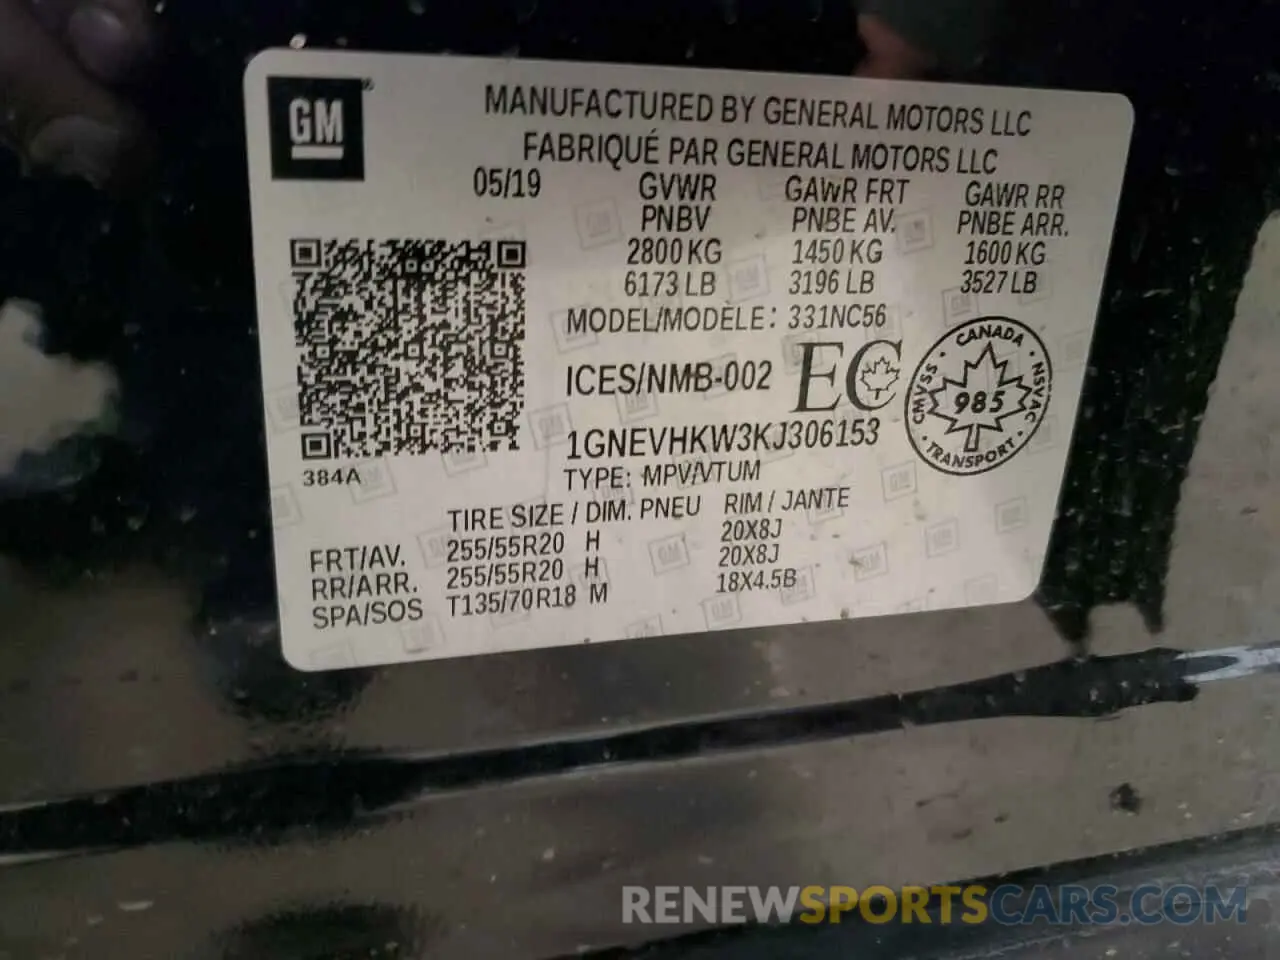 GM ®
MANUFACTURED BY GENERAL MOTORS LLC
FABRIQUÉ PAR GENERAL MOTORS LLC
05/19 GVWR GAWR FRT GAWR RR
PNBV PNBE AV. PNBE ARR.
2800 KG 1450 KG 1600 KG
6173 LB 3196 LB 3527 LB
MODEL/MODÈLE: 331NC56
ICES/NMB-002 EC
CANADA
CMVSS 985 NSVAC
TRANSPORT
1GNEVHKW3KJ306153
384A
TYPE: MPV/VTUM
TIRE SIZE / DIM. PNEU RIM / JANTE
FRT/AV. 255/55R20 H 20X8J
RR/ARR. 255/55R20 H 20X8J
SPA/SOS T135/70R18 M 18X4.5B
RENEWSPORTSCARS.COM